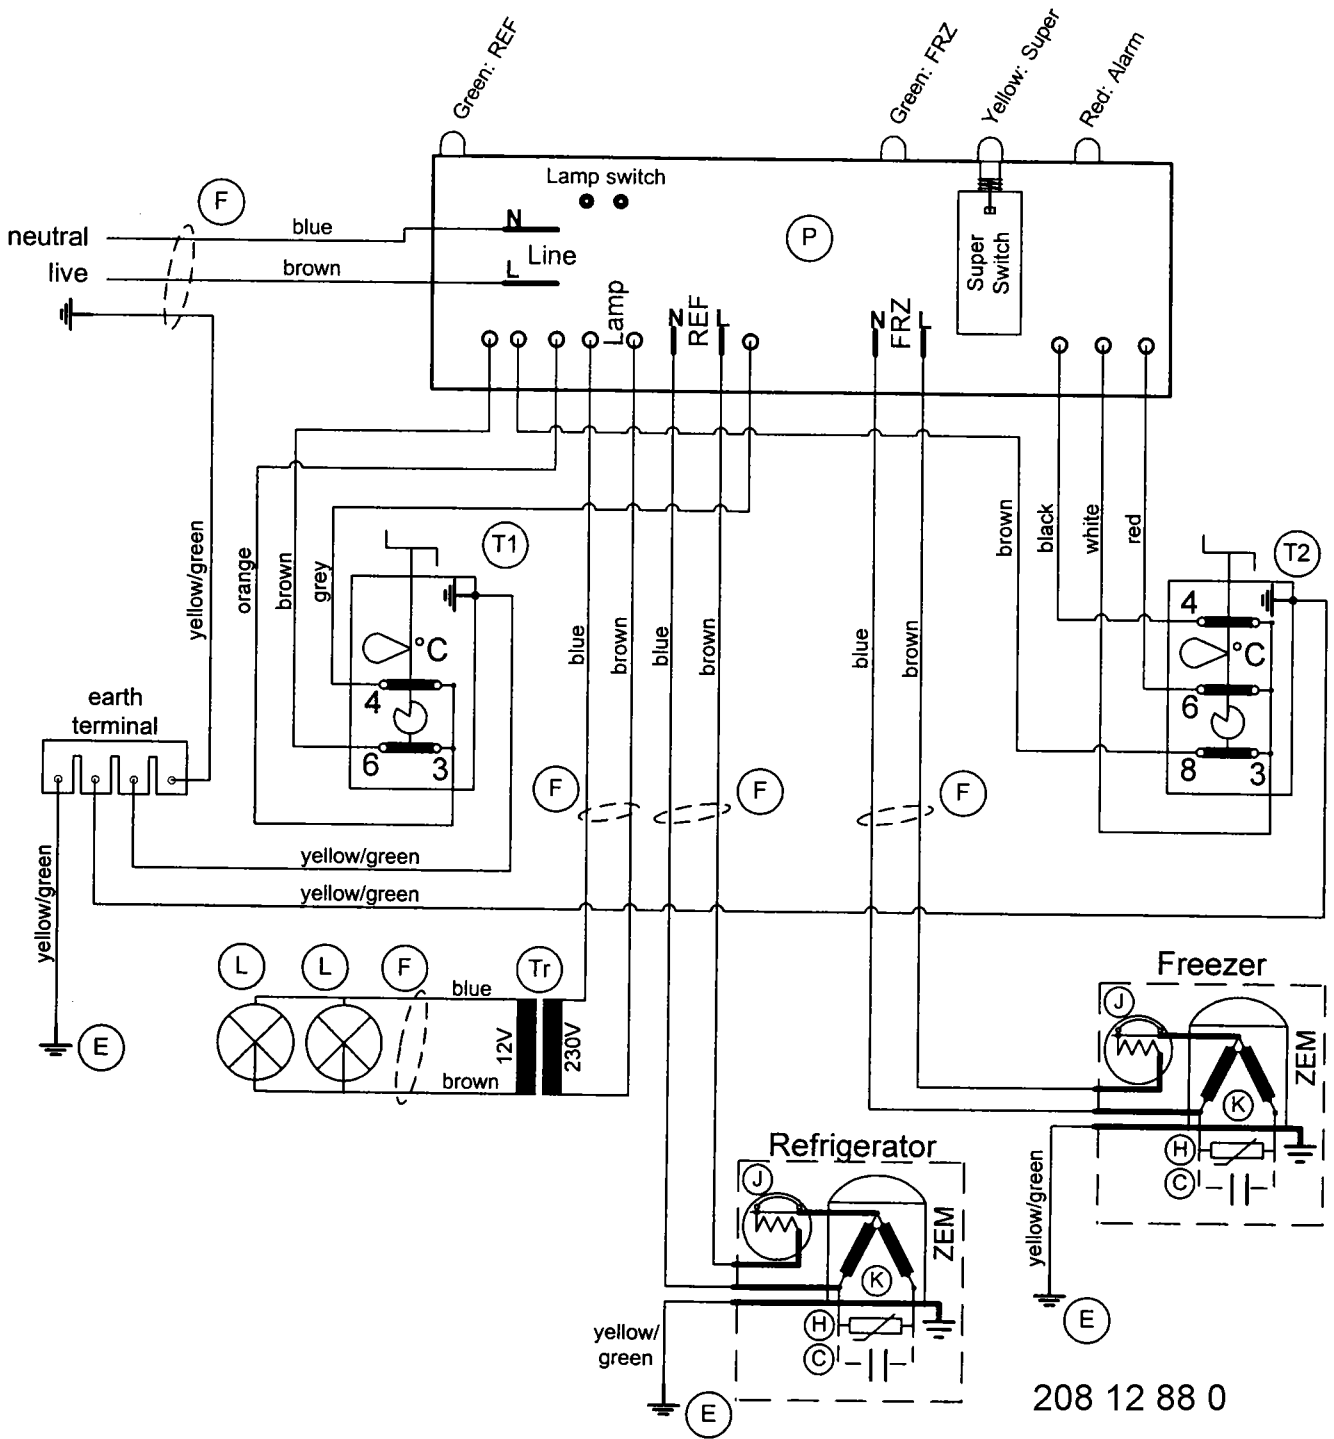 Green: REF
Green: FRZ
Yellow: Super
Red: Alarm
Lamp switch
F
P
neutral
blue
N
Line
live
brown
L
Super
Switch
Lamp
N
REF
L
N
FRZ
L
yellow/green
orange
brown
grey
T1
°C
4
6
3
blue
brown
blue
brown
blue
brown
brown
black
white
red
T2
4
°C
6
8
3
earth
terminal
F
F
F
yellow/green
yellow/green
yellow/green
E
L
L
F
Tr
blue
brown
12V
230V
Freezer
J
ZEM
K
H
C
yellow/green
E
Refrigerator
J
ZEM
K
H
C
yellow/
green
E
208 12 88 0